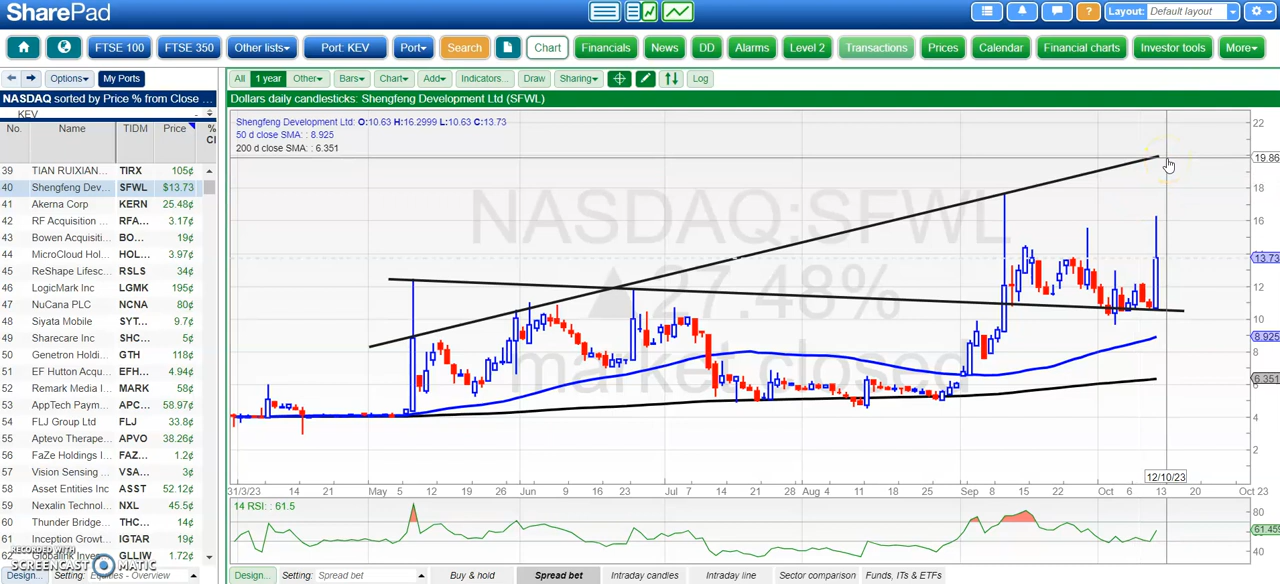 SharePad
Layout: Default layout
FTSE 100 FTSE 350 Other lists Port: KEV Port Search Chart Financials News DD Alarms Level 2 Transactions Prices Calendar Financial charts Investor tools More
Options My Ports
All 1 year Other Bars Chart Add Indicators... Draw Sharing Log
NASDAQ sorted by Price % from Close ...
Dollars daily candlesticks: Shengfeng Development Ltd (SFWL)
KEV
No. Name TIDM Price % Cl
39 TIAN RUIXIAN... TIRX 105¢
40 Shengfeng Dev... SFWL $13.73
41 Akerna Corp KERN 25.48¢
42 RF Acquisition ... RFA... 3.17¢
43 Bowen Acquisiti... BO... 19¢
44 MicroCloud Hol... HOL... 3.97¢
45 ReShape Lifesc... RSLS 34¢
46 LogicMark Inc LGMK 195¢
47 NuCana PLC NCNA 80¢
48 Siyata Mobile SYT... 9.7¢
49 Sharecare Inc SHC... 5¢
50 Genetron Holdi... GTH 118¢
51 EF Hutton Acqui... EFH... 4.94¢
52 Remark Media I... MARK 58¢
53 AppTech Paym... APC... 58.97¢
54 FLJ Group Ltd FLJ 33.8¢
55 Aptevo Therape... APVO 38.26¢
56 FaZe Holdings I... FAZ... 1.2¢
57 Vision Sensing ... VSA... 3¢
58 Asset Entities Inc ASST 52.12¢
59 Nexalin Technol... NXL... 45.5¢
60 Thunder Bridge... THC... 14¢
61 Inception Growt... IGTAR 34¢
62 Globalink Inves... GLLIW 1.72¢
RECORDED WITH
SCREENCAST MATIC
Design... Setting: Equities - Overview
Shengfeng Development Ltd: O:10.63 H:16.2999 L:10.63 C:13.73
50 d close SMA: : 8.925
200 d close SMA: : 6.351
NASDAQ:SFWL
▲27.48%
market closed
22
19.86
18
16
13.73
12
10
8.925
6.351
4
2
12/10/23
31/3/23 14 21 May 5 12 19 Jun 9 16 23 Jul 7 14 21 28 Aug 4 11 18 25 Sep 8 15 22 Oct 6 13 20 Oct 23
14 RSI : 61.5
80
61.459
40
Design... Setting: Spread bet Buy & hold Spread bet Intraday candles Intraday line Sector comparison Funds, ITs & ETFs